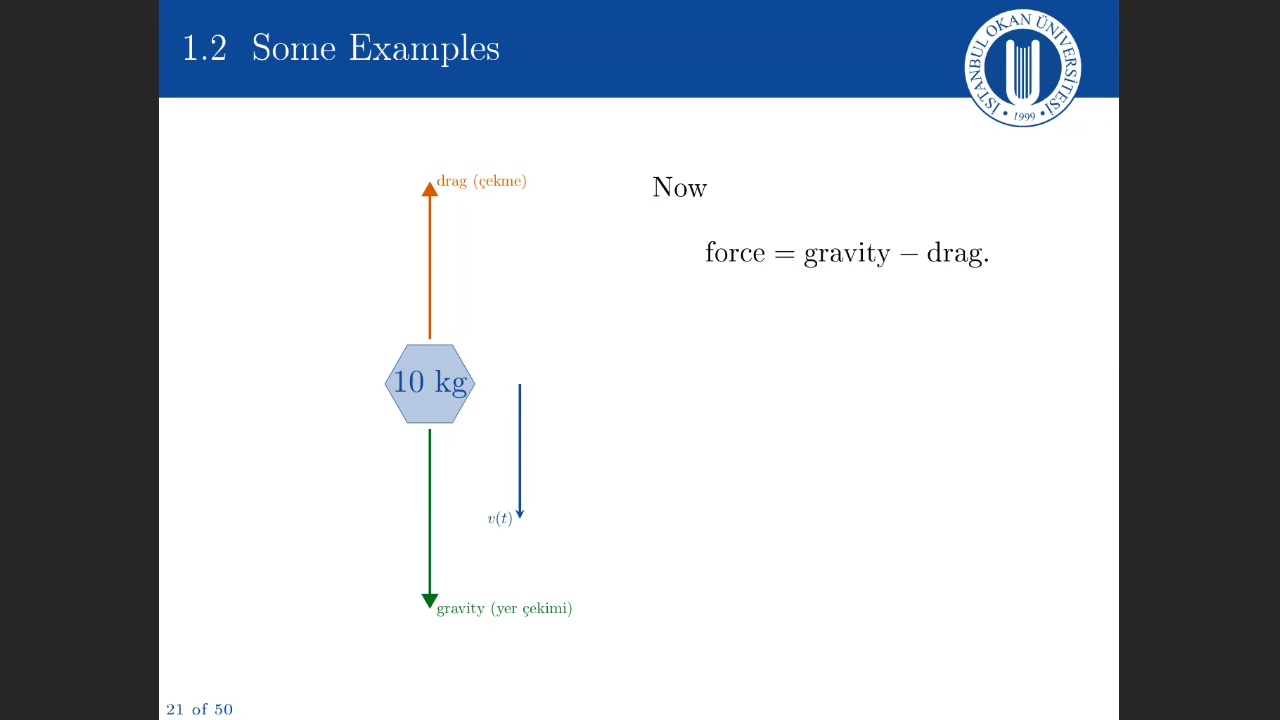 1.2 Some Examples
İSTANBUL OKAN ÜNİVERSİTESİ
• 1999 •
drag (çekme)
Now
force = gravity − drag.
10 kg
v(t)
gravity (yer çekimi)
21 of 50